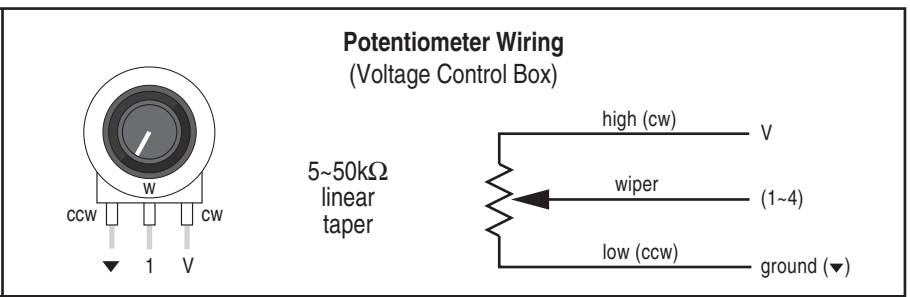 Potentiometer Wiring
(Voltage Control Box)
W
ccw
cw
▼ 1 V
5~50kΩ
linear
taper
high (cw)
V
wiper
(1~4)
low (ccw)
ground (▼)